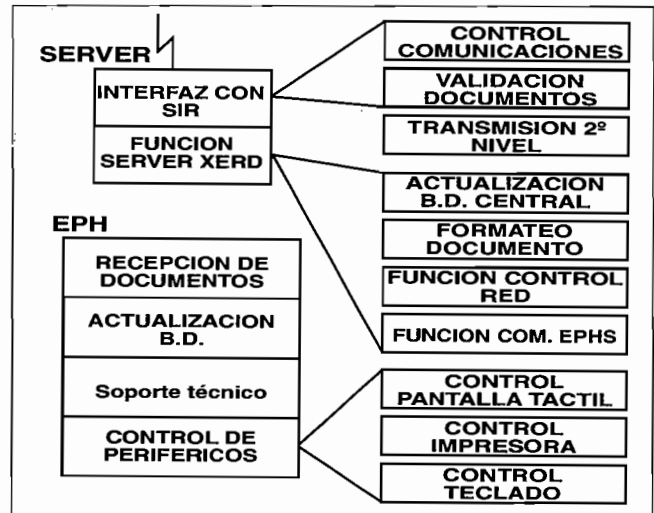 SERVER
INTERFAZ CON
SIR
FUNCION
SERVER XERD
CONTROL
COMUNICACIONES
VALIDACION
DOCUMENTOS
TRANSMISION 2º
NIVEL
ACTUALIZACION
B.D. CENTRAL
FORMATEO
DOCUMENTO
FUNCION CONTROL
RED
FUNCION COM. EPHS
EPH
RECEPCION DE
DOCUMENTOS
ACTUALIZACION
B.D.
Soporte técnico
CONTROL DE
PERIFERICOS
CONTROL
PANTALLA TACTIL
CONTROL
IMPRESORA
CONTROL
TECLADO